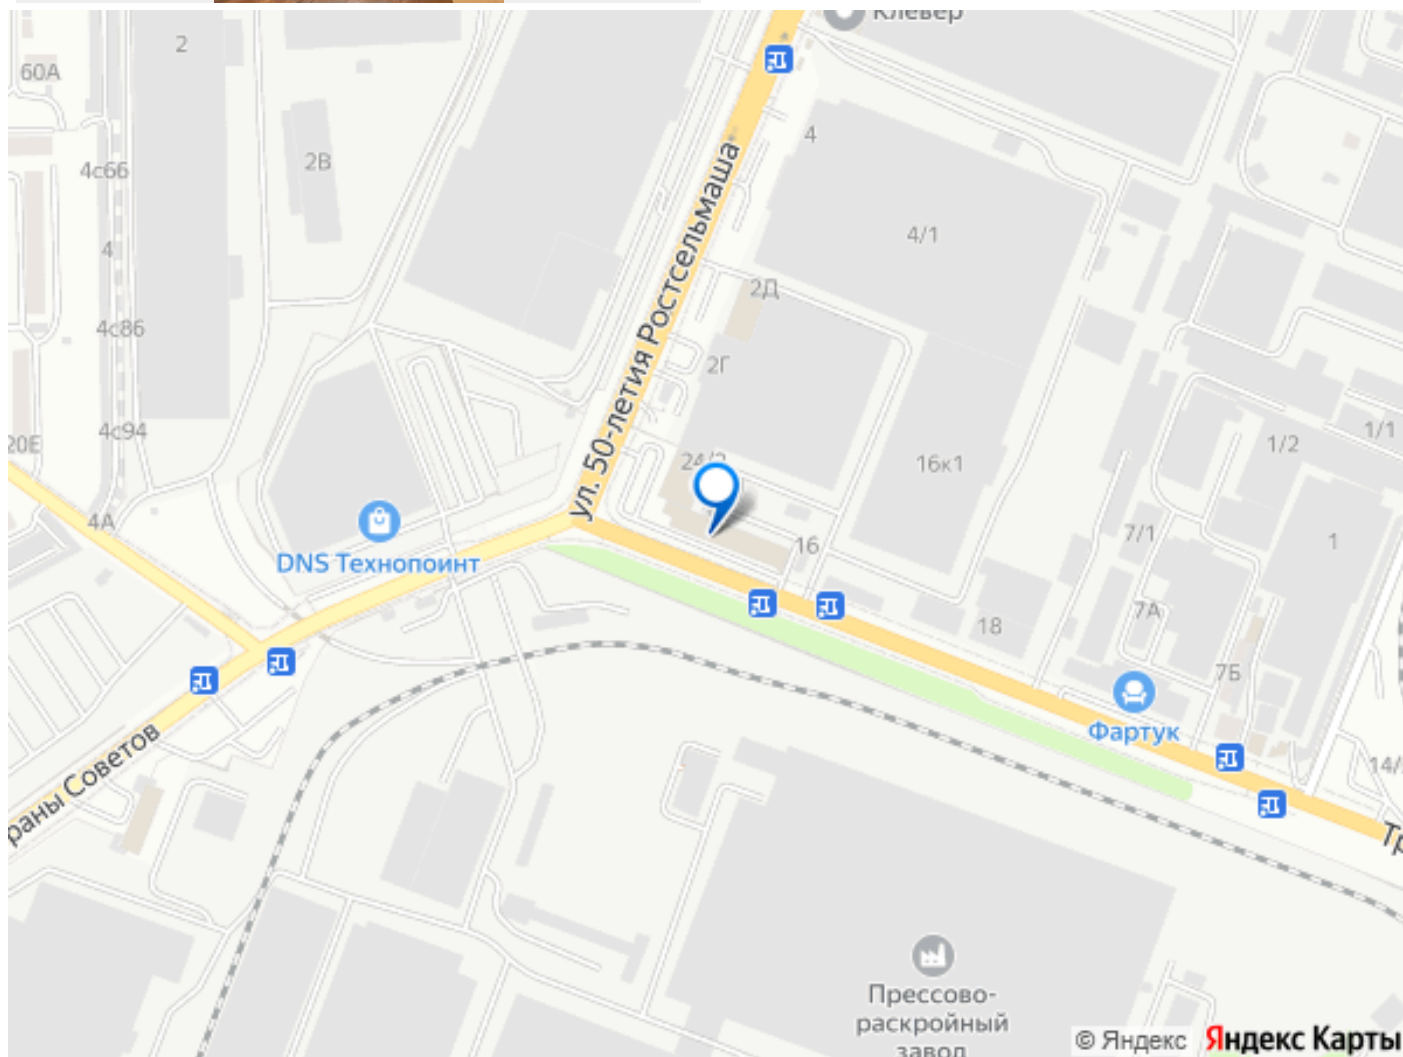 Клевер
2
60А
4
2В
4с66
ул. 50-летия Ростсельмаша
4/1
4
2Д
4с86
2Г
4с94
20Е
1/1
1/2
16к1
4А
7/1
1
16
DNS Технопоинт
7А
18
7Б
Фартук
14/
раны Советов
Тр
Прессово-
раскройный
завод
© Яндекс
Яндекс Карты